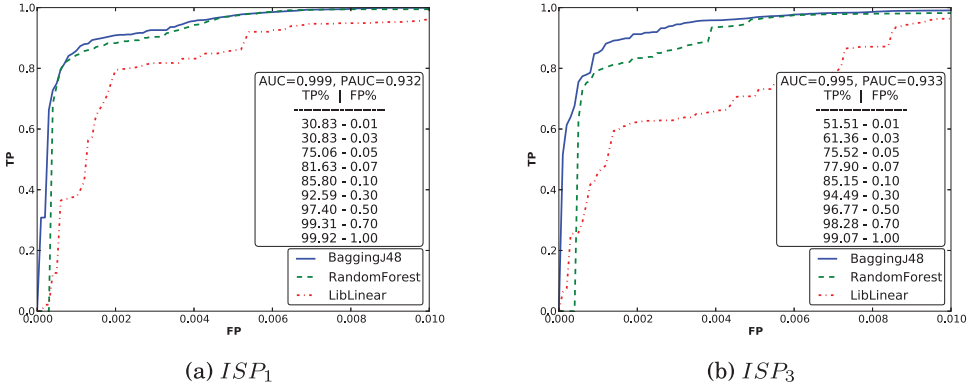 1.0
0.8
0.6
0.4
0.2
0.0
TP
0.000
0.002
0.004
0.006
0.008
0.010
FP
AUC=0.999, PAUC=0.932
TP% | FP%
--------------------
30.83 - 0.01
30.83 - 0.03
75.06 - 0.05
81.63 - 0.07
85.80 - 0.10
92.59 - 0.30
97.40 - 0.50
99.31 - 0.70
99.92 - 1.00
BaggingJ48
RandomForest
LibLinear
(a) ISP₁
1.0
0.8
0.6
0.4
0.2
0.0
TP
0.000
0.002
0.004
0.006
0.008
0.010
FP
AUC=0.995, PAUC=0.933
TP% | FP%
--------------------
51.51 - 0.01
61.36 - 0.03
75.52 - 0.05
77.90 - 0.07
85.15 - 0.10
94.49 - 0.30
96.77 - 0.50
98.28 - 0.70
99.07 - 1.00
BaggingJ48
RandomForest
LibLinear
(b) ISP₃